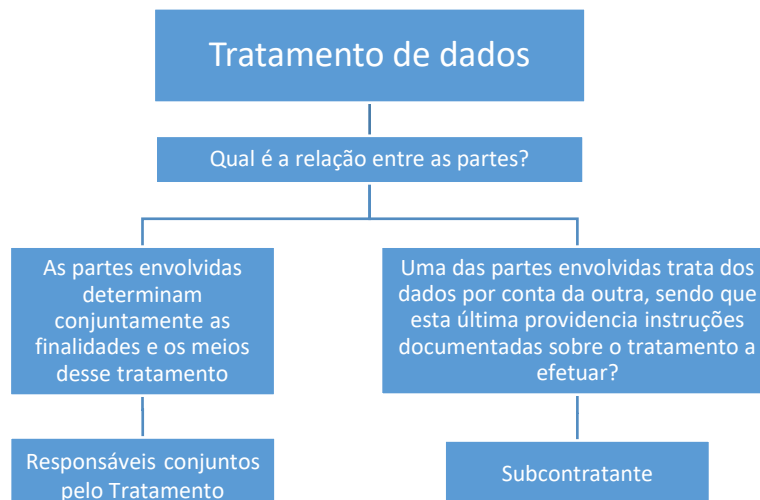 Tratamento de dados
Qual é a relação entre as partes?
As partes envolvidas
determinam
conjuntamente as
finalidades e os meios
desse tratamento
Uma das partes envolvidas trata dos
dados por conta da outra, sendo que
esta última providencia instruções
documentadas sobre o tratamento a
efetuar?
Responsáveis conjuntos
pelo Tratamento
Subcontratante